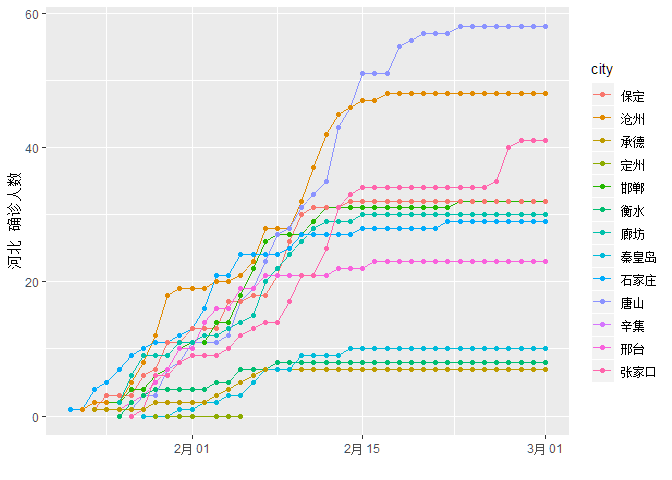 60
40
20
0
河北 确诊人数
2月 01
2月 15
3月 01
city
保定
沧州
承德
定州
邯郸
衡水
廊坊
秦皇岛
石家庄
唐山
辛集
邢台
张家口